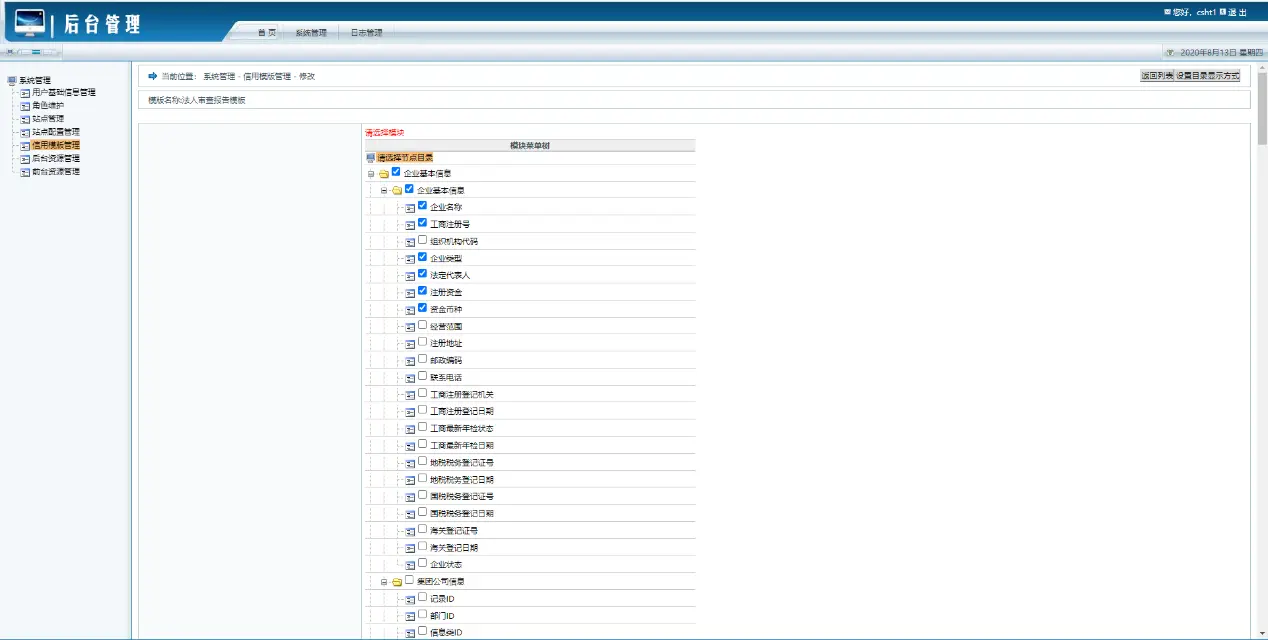 后台管理
您好，csht1 退 出
首 页 系统管理 日志管理
2020年8月13日 星期四
系统管理
用户基础信息管理
角色维护
站点管理
站点配置管理
信用模板管理
后台资源管理
前台资源管理
当前位置： 系统管理 - 信用模版管理 - 修改
返回列表 设置目录显示方式
模版名称:法人审查报告模板
请选择模块
模块菜单树
请选择节点目录
企业基本信息
企业基本信息
企业名称
工商注册号
组织机构代码
企业类型
法定代表人
注册资金
资金币种
经营范围
注册地址
邮政编码
联系电话
工商注册登记机关
工商注册登记日期
工商最新年检状态
工商最新年检日期
地税税务登记证号
地税税务登记日期
国税税务登记证号
国税税务登记日期
海关登记证号
海关登记日期
企业状态
集团公司信息
记录ID
部门ID
信息类ID